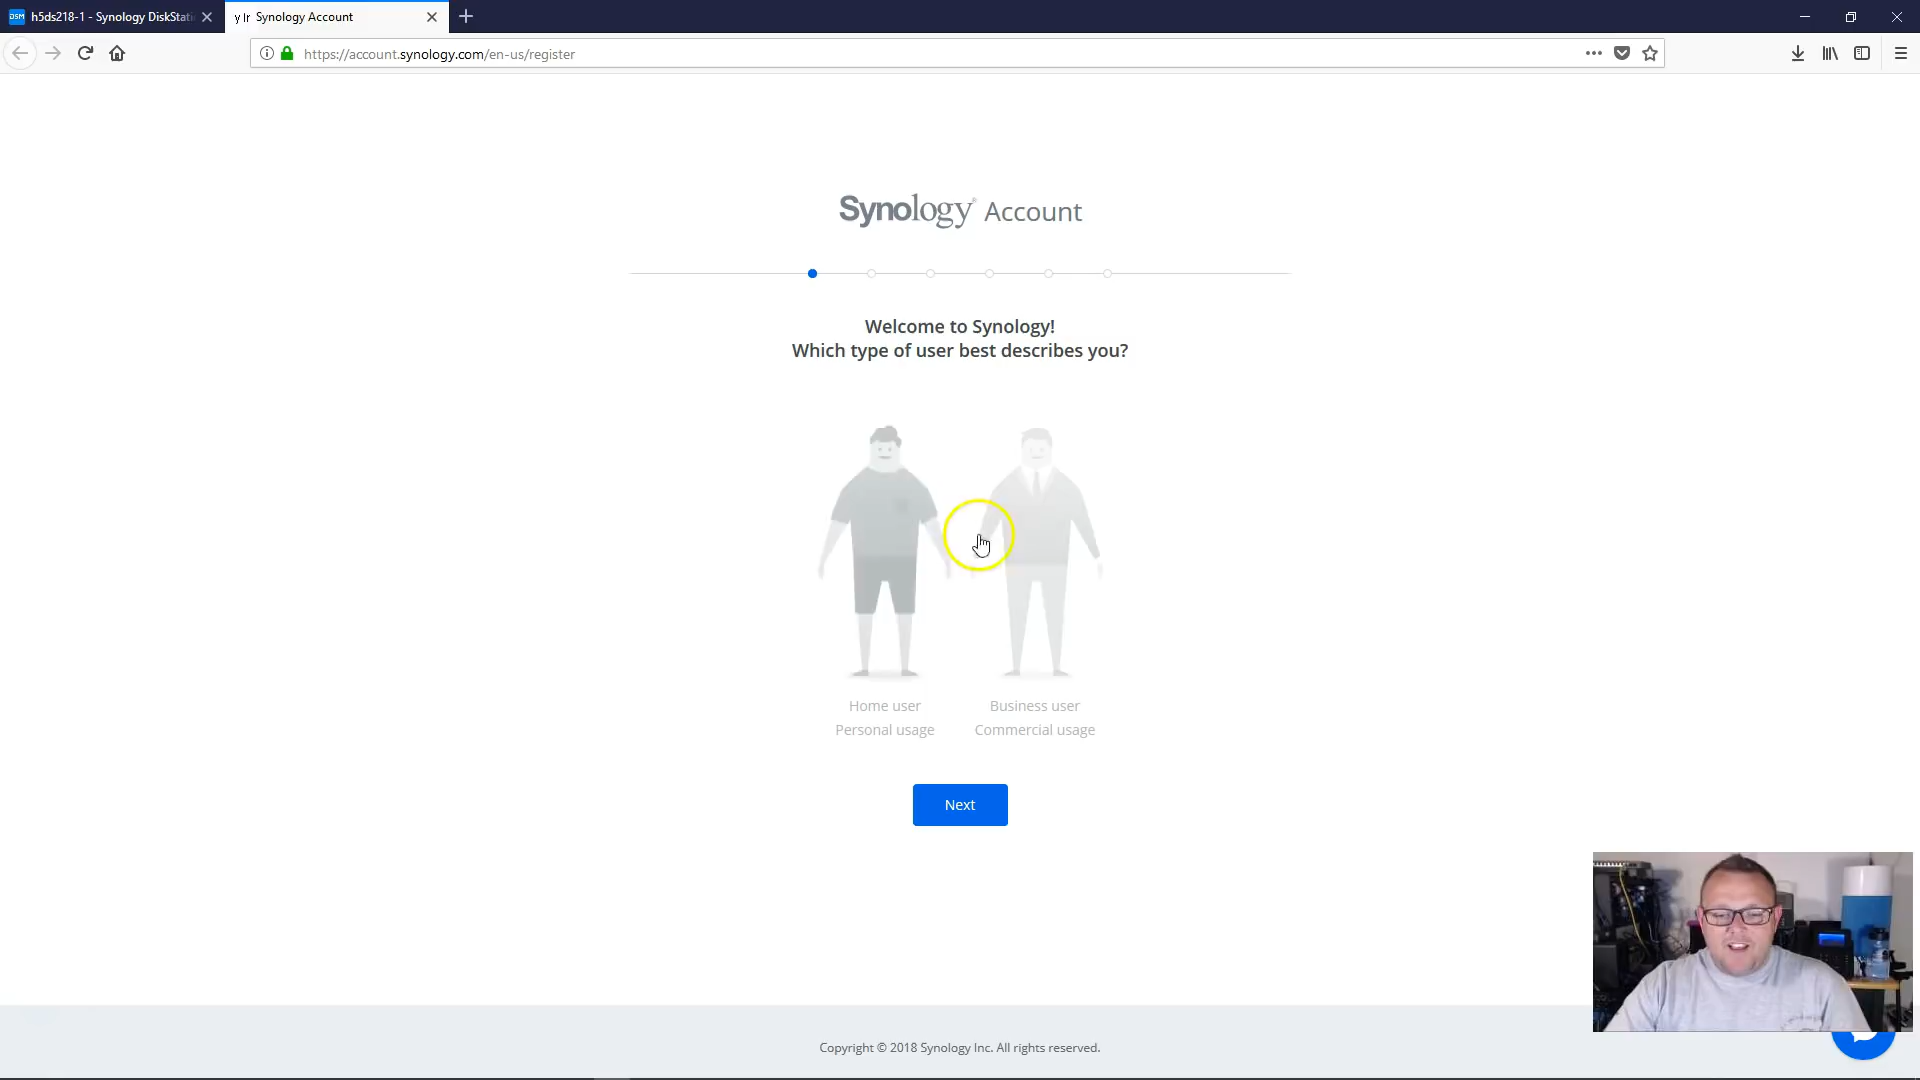 DSM h5ds218-1 - Synology DiskStati
y Ir Synology Account
https://account.synology.com/en-us/register
Synology® Account
Welcome to Synology!
Which type of user best describes you?
Home user
Personal usage
Business user
Commercial usage
Next
Copyright © 2018 Synology Inc. All rights reserved.